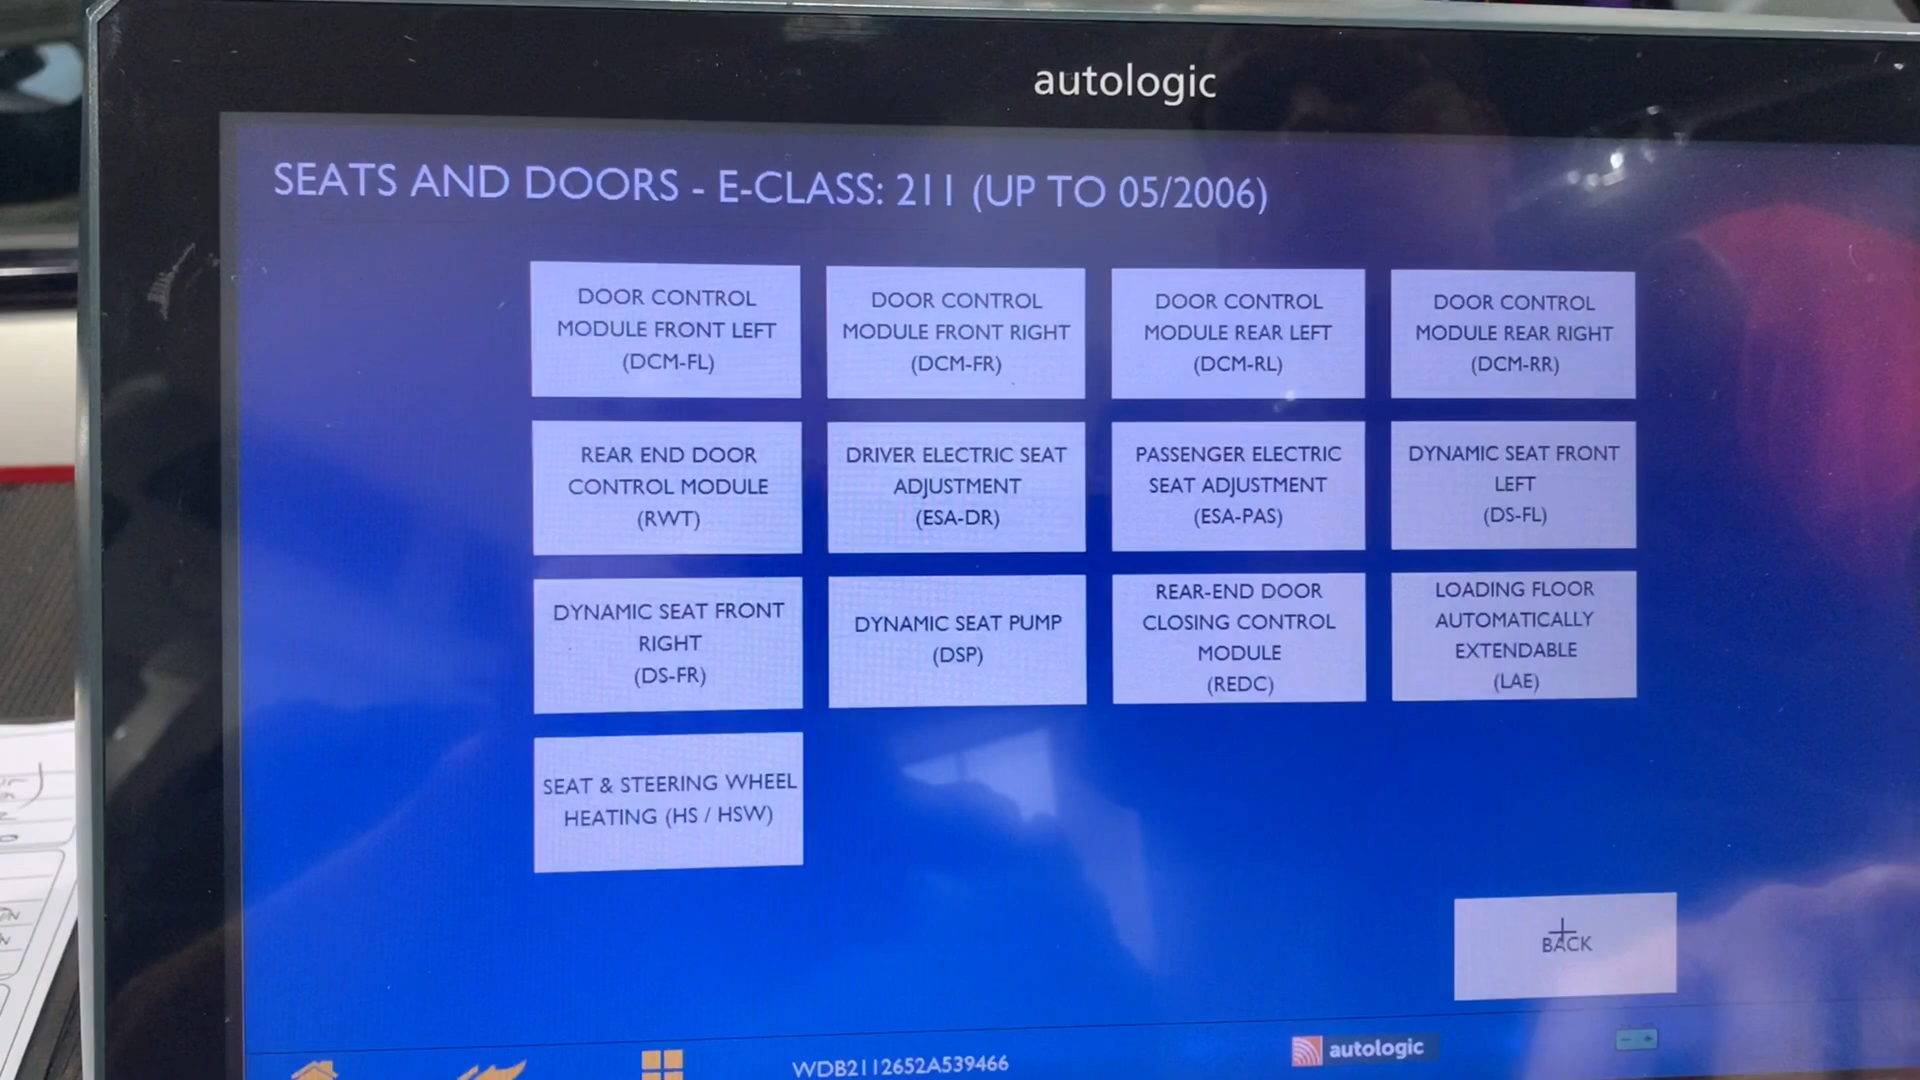 autologic
SEATS AND DOORS - E-CLASS: 211 (UP TO 05/2006)
DOOR CONTROL
MODULE FRONT LEFT
(DCM-FL)
DOOR CONTROL
MODULE FRONT RIGHT
(DCM-FR)
DOOR CONTROL
MODULE REAR LEFT
(DCM-RL)
DOOR CONTROL
MODULE REAR RIGHT
(DCM-RR)
REAR END DOOR
CONTROL MODULE
(RWT)
DRIVER ELECTRIC SEAT
ADJUSTMENT
(ESA-DR)
PASSENGER ELECTRIC
SEAT ADJUSTMENT
(ESA-PAS)
DYNAMIC SEAT FRONT
LEFT
(DS-FL)
DYNAMIC SEAT FRONT
RIGHT
(DS-FR)
DYNAMIC SEAT PUMP
(DSP)
REAR-END DOOR
CLOSING CONTROL
MODULE
(REDC)
LOADING FLOOR
AUTOMATICALLY
EXTENDABLE
(LAE)
SEAT & STEERING WHEEL
HEATING (HS / HSW)
BACK
WDB2112652A539466
autologic